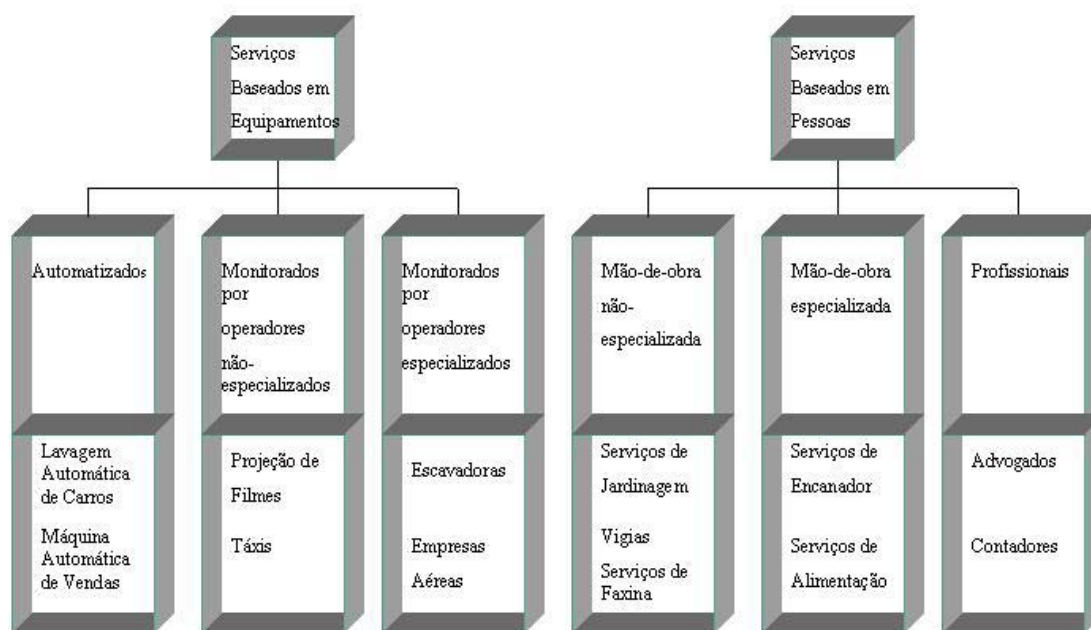 Serviços
Baseados em
Equipamentos
Serviços
Baseados em
Pessoas
Automatizados
Monitorados
por
operadores
não-
especializados
Monitorados
por
operadores
especializados
Mão-de-obra
não-
especializada
Mão-de-obra
especializada
Profissionais
Lavagem
Automática
de Carros
Máquina
Automática
de Vendas
Projeção de
Filmes
Táxis
Escavadoras
Empresas
Aéreas
Serviços de
Jardinagem
Vigias
Serviços de
Faxina
Serviços de
Encanador
Serviços de
Alimentação
Advogados
Contadores